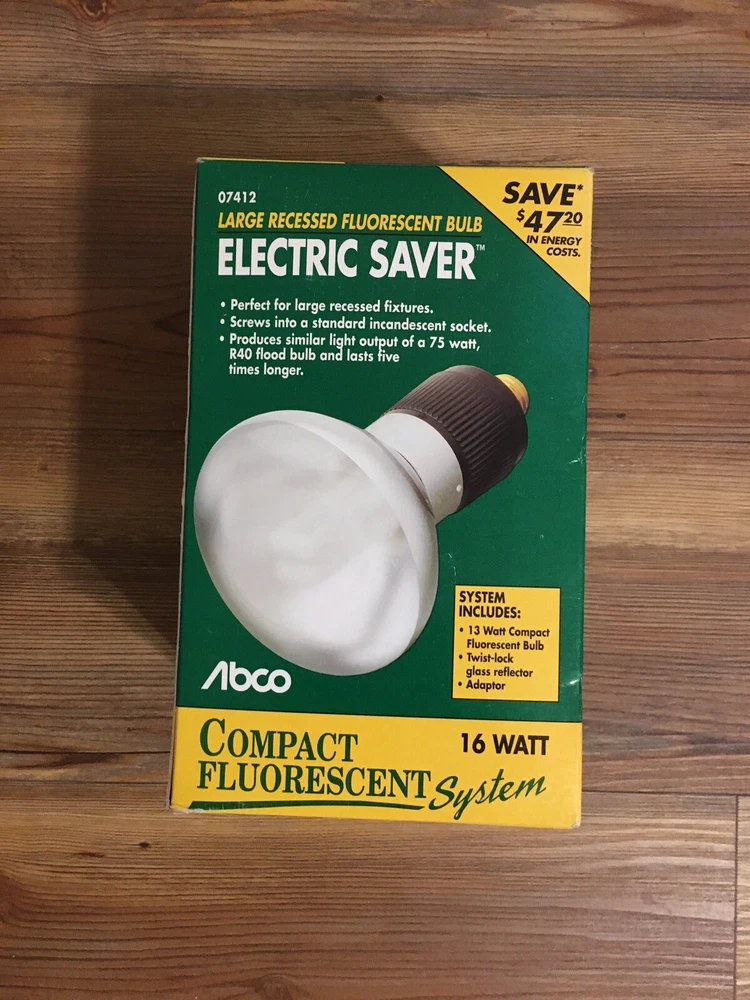 07412
LARGE RECESSED FLUORESCENT BULB
ELECTRIC SAVER™
SAVE*
$47.20
IN ENERGY
COSTS.
• Perfect for large recessed fixtures.
• Screws into a standard incandescent socket.
• Produces similar light output of a 75 watt,
R40 flood bulb and lasts five
times longer.
SYSTEM
INCLUDES:
• 13 Watt Compact
Fluorescent Bulb
• Twist-lock
glass reflector
• Adaptor
Abco
COMPACT
FLUORESCENT System
16 WATT